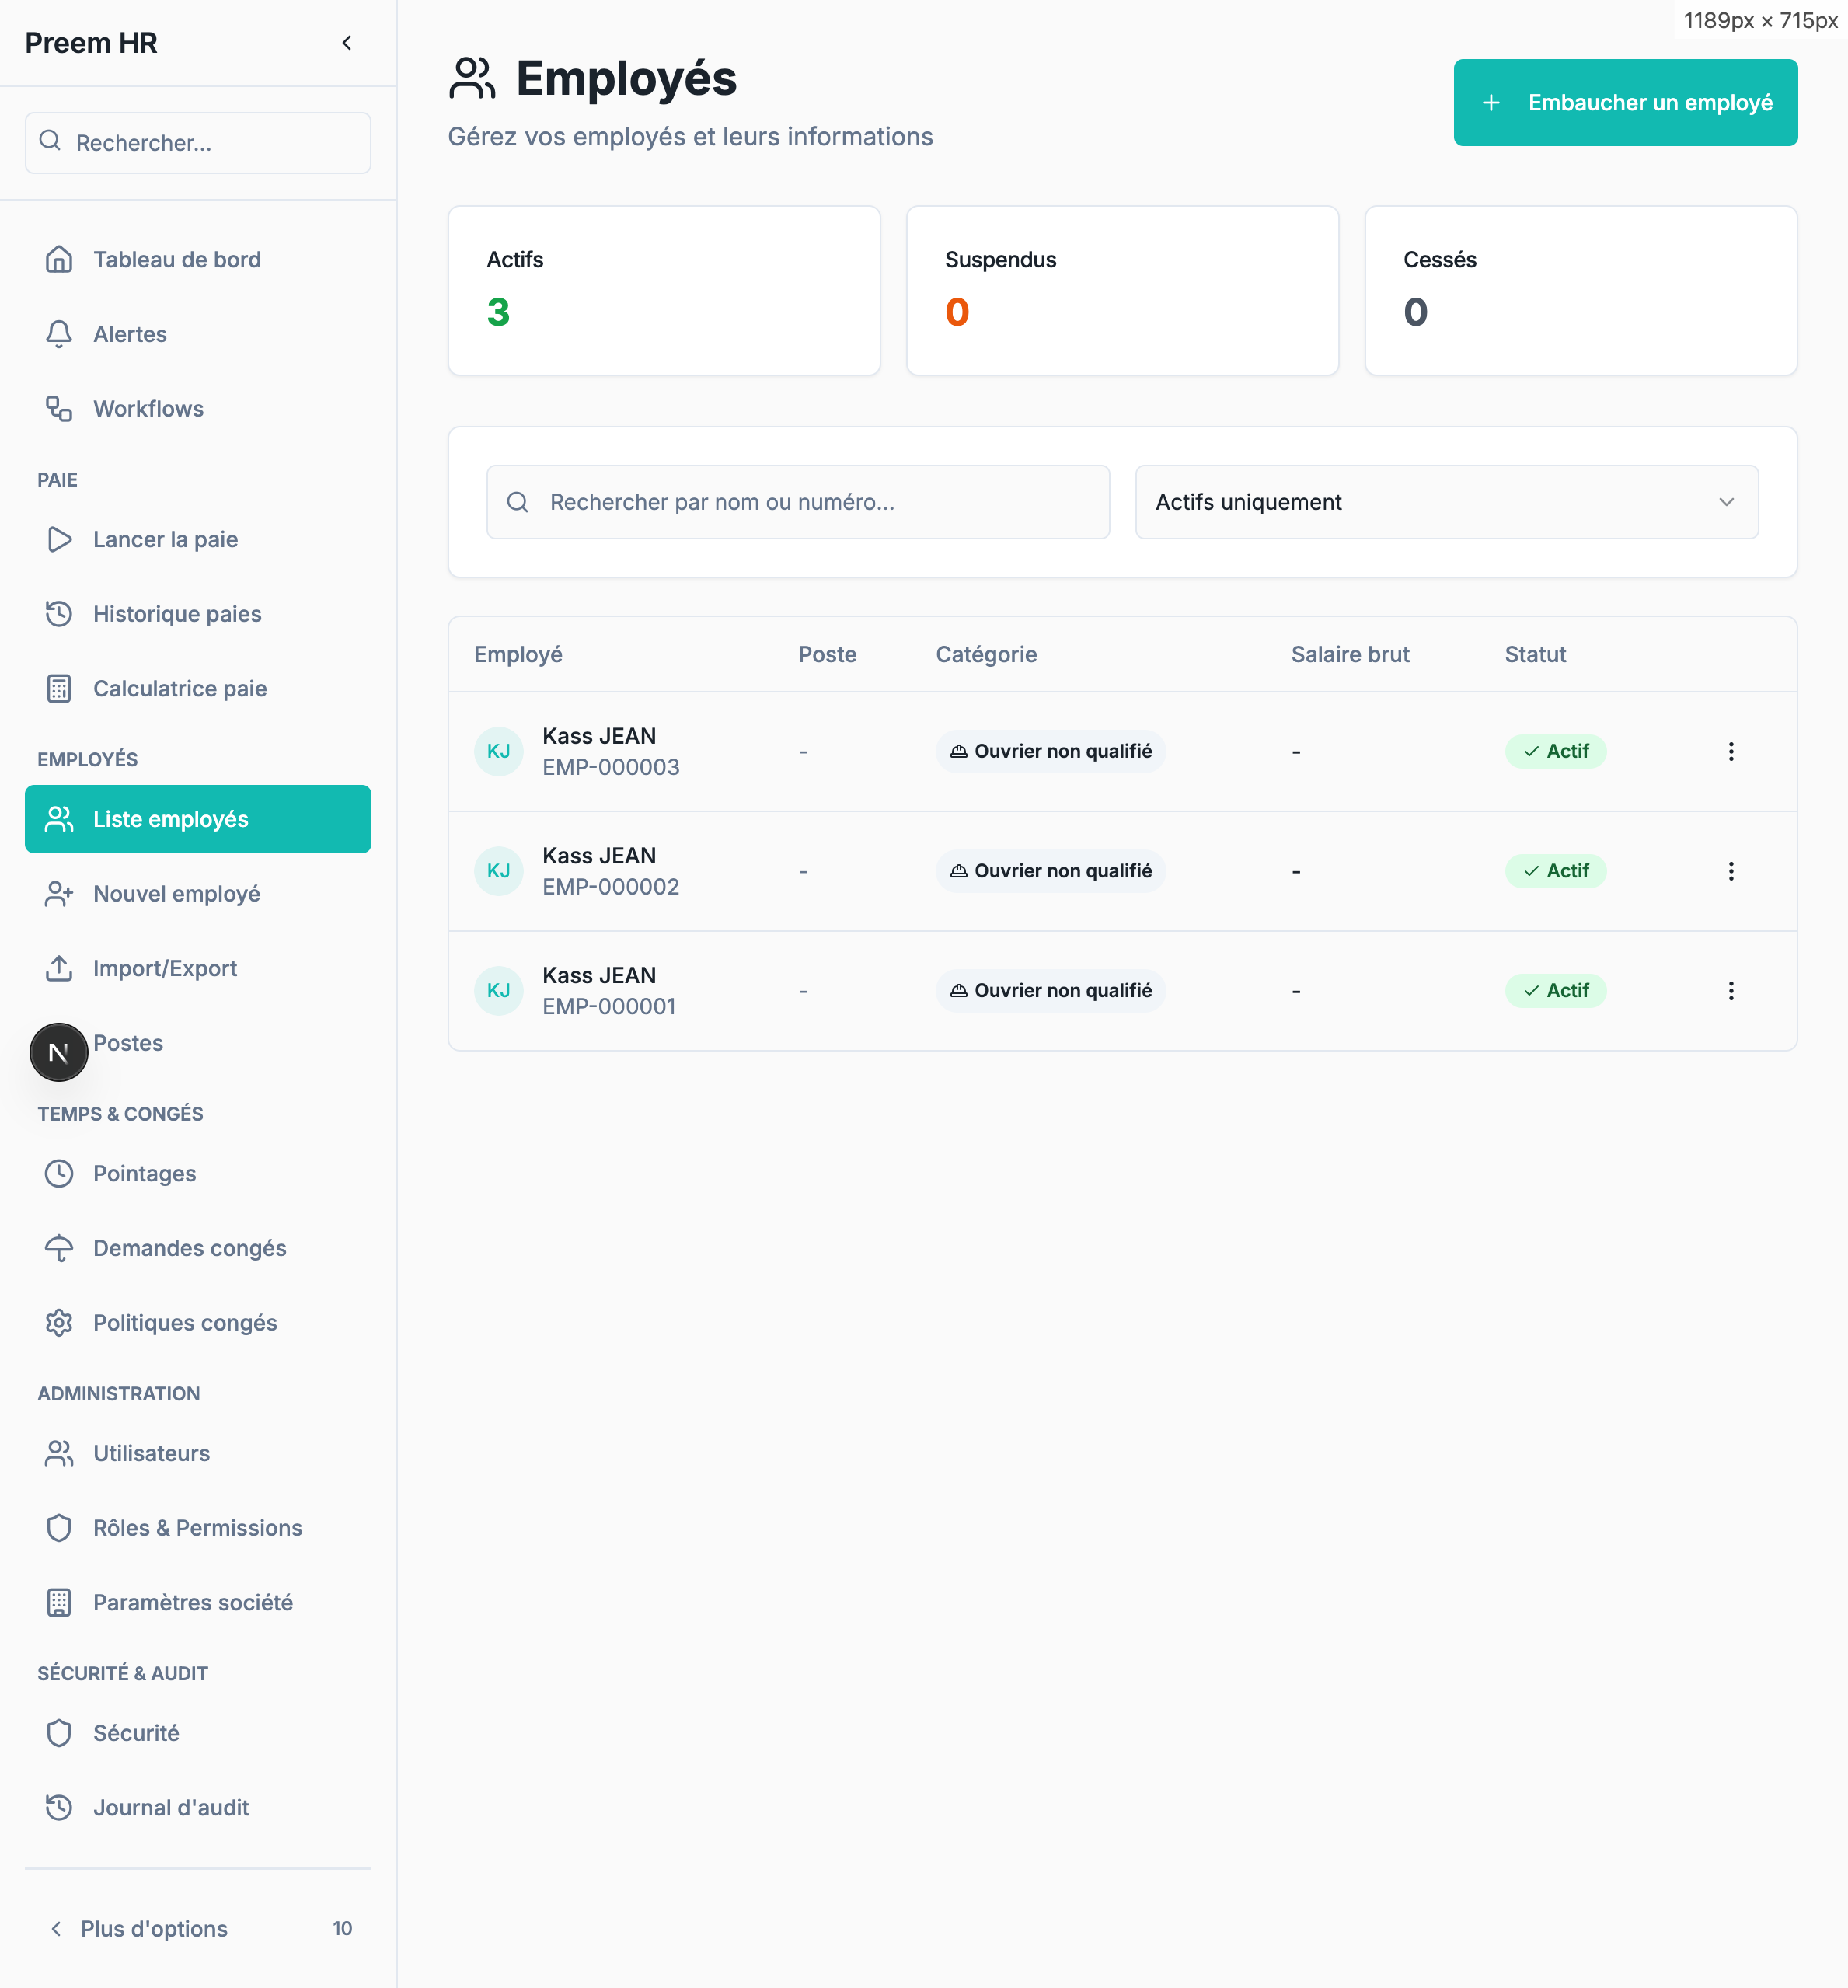 1189px × 715px
Preem HR
Rechercher...
Tableau de bord
Alertes
Workflows
PAIE
Lancer la paie
Historique paies
Calculatrice paie
EMPLOYÉS
Liste employés
Nouvel employé
Import/Export
N
Postes
TEMPS & CONGÉS
Pointages
Demandes congés
Politiques congés
ADMINISTRATION
Utilisateurs
Rôles & Permissions
Paramètres société
SÉCURITÉ & AUDIT
Sécurité
Journal d'audit
Plus d'options 10
Employés
Gérez vos employés et leurs informations
+ Embaucher un employé
Actifs
3
Suspendus
0
Cessés
0
Rechercher par nom ou numéro...
Actifs uniquement
Employé Poste Catégorie Salaire brut Statut
KJ Kass JEAN - Ouvrier non qualifié - Actif
EMP-000003
KJ Kass JEAN - Ouvrier non qualifié - Actif
EMP-000002
KJ Kass JEAN - Ouvrier non qualifié - Actif
EMP-000001